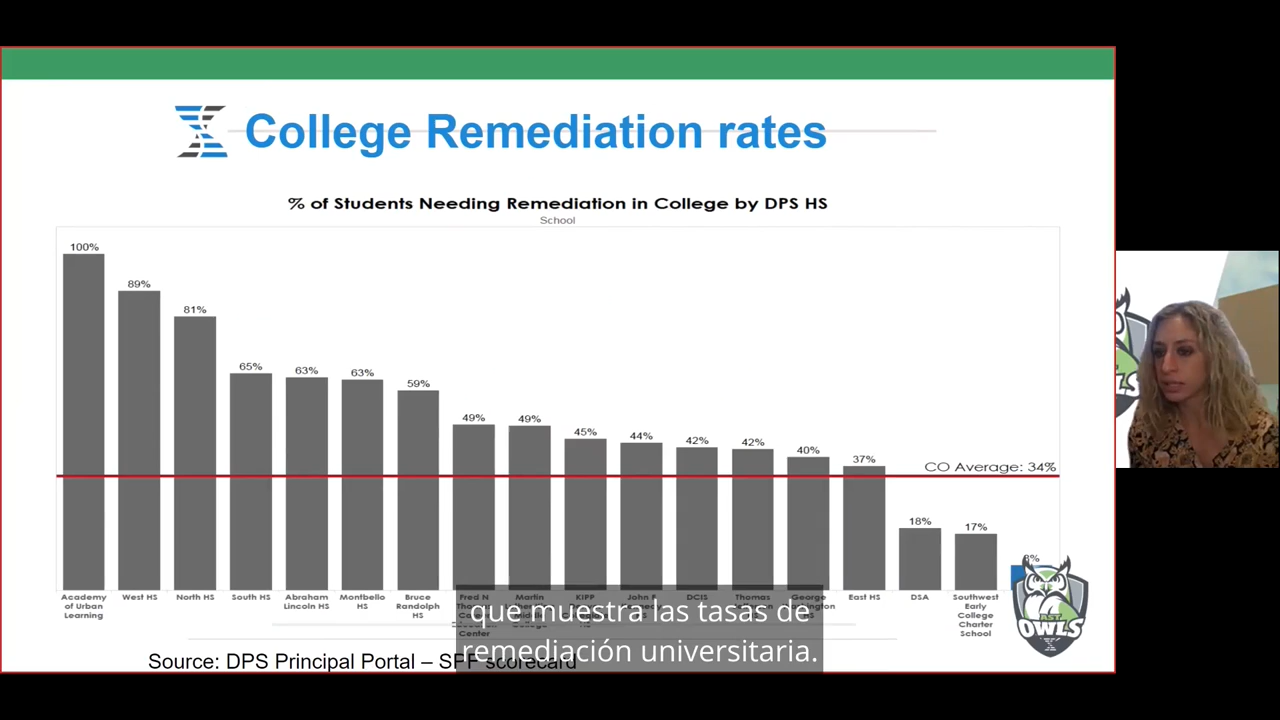 College Remediation rates
% of Students Needing Remediation in College by DPS HS
School
100%
89%
81%
65%
63%
63%
59%
49%
49%
45%
44%
42%
42%
40%
37%
CO Average: 34%
18%
17%
Academy
of Urban
Learning
West HS
North HS
South HS
Abraham
Lincoln HS
Montbello
HS
Bruce
Randolph
HS
Fred N
Center
Martin
KIPP
John F
DCIS
Thomas
George
East HS
DSA
Southwest
Early
College
Charter
School
OWLS
que muestra las tasas de
remediación universitaria.
Source: DPS Principal Portal – SPF scorecard